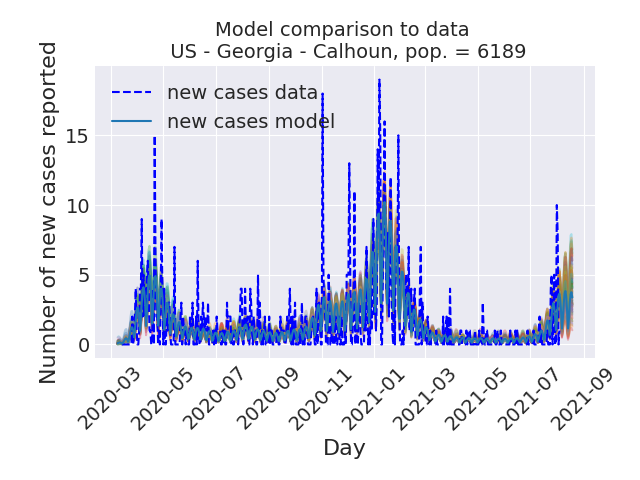 Model comparison to data
US - Georgia - Calhoun, pop. = 6189
Number of new cases reported
new cases data
new cases model
15
10
5
0
2020-03
2020-05
2020-07
2020-09
2020-11
2021-01
2021-03
2021-05
2021-07
2021-09
Day